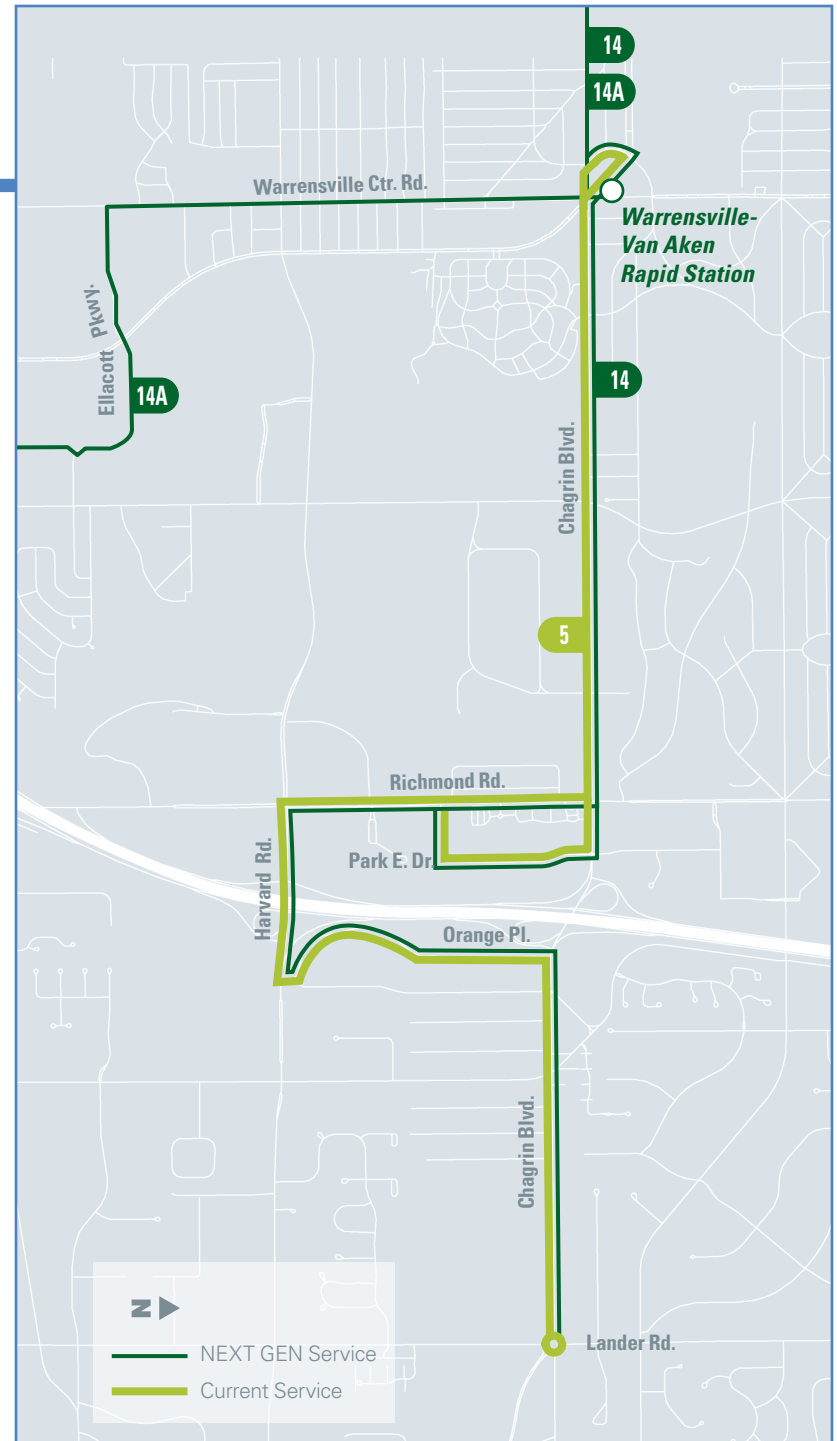 14
14A
Warrensville Ctr. Rd.
Warrensville-
Van Aken
Rapid Station
Ellacott Pkwy.
14A
14
Chagrin Blvd.
5
Richmond Rd.
Park E. Dr.
Harvard Rd.
Orange Pl.
Chagrin Blvd.
Lander Rd.
N
NEXT GEN Service
Current Service